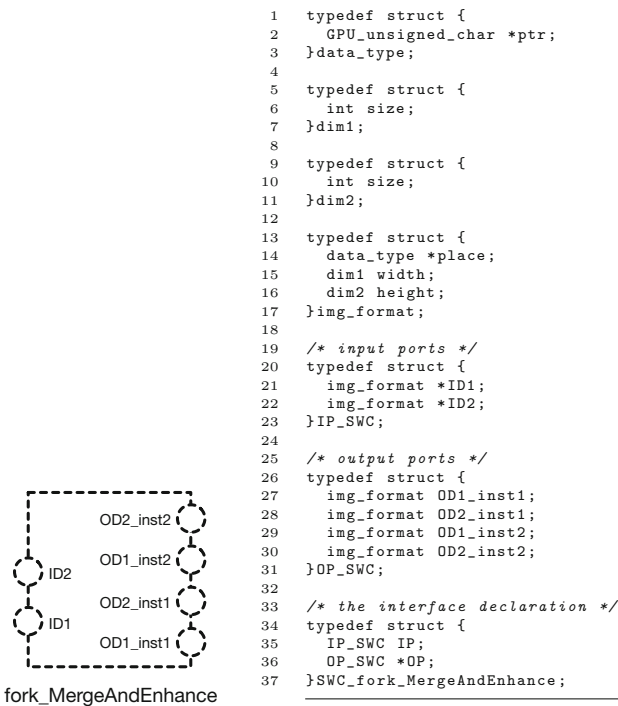 1 typedef struct {
2 GPU_unsigned_char *ptr;
3 }data_type;
4
5 typedef struct {
6 int size;
7 }dim1;
8
9 typedef struct {
10 int size;
11 }dim2;
12
13 typedef struct {
14 data_type *place;
15 dim1 width;
16 dim2 height;
17 }img_format;
18
19 /* input ports */
20 typedef struct {
21 img_format *ID1;
22 img_format *ID2;
23 }IP_SWC;
24
25 /* output ports */
26 typedef struct {
27 img_format OD1_inst1;
28 img_format OD2_inst1;
29 img_format OD1_inst2;
30 img_format OD2_inst2;
31 }OP_SWC;
32
33 /* the interface declaration */
34 typedef struct {
35 IP_SWC IP;
36 OP_SWC *OP;
37 }SWC_fork_MergeAndEnhance;
OD2_inst2
OD1_inst2
ID2
OD2_inst1
ID1
OD1_inst1
fork_MergeAndEnhance